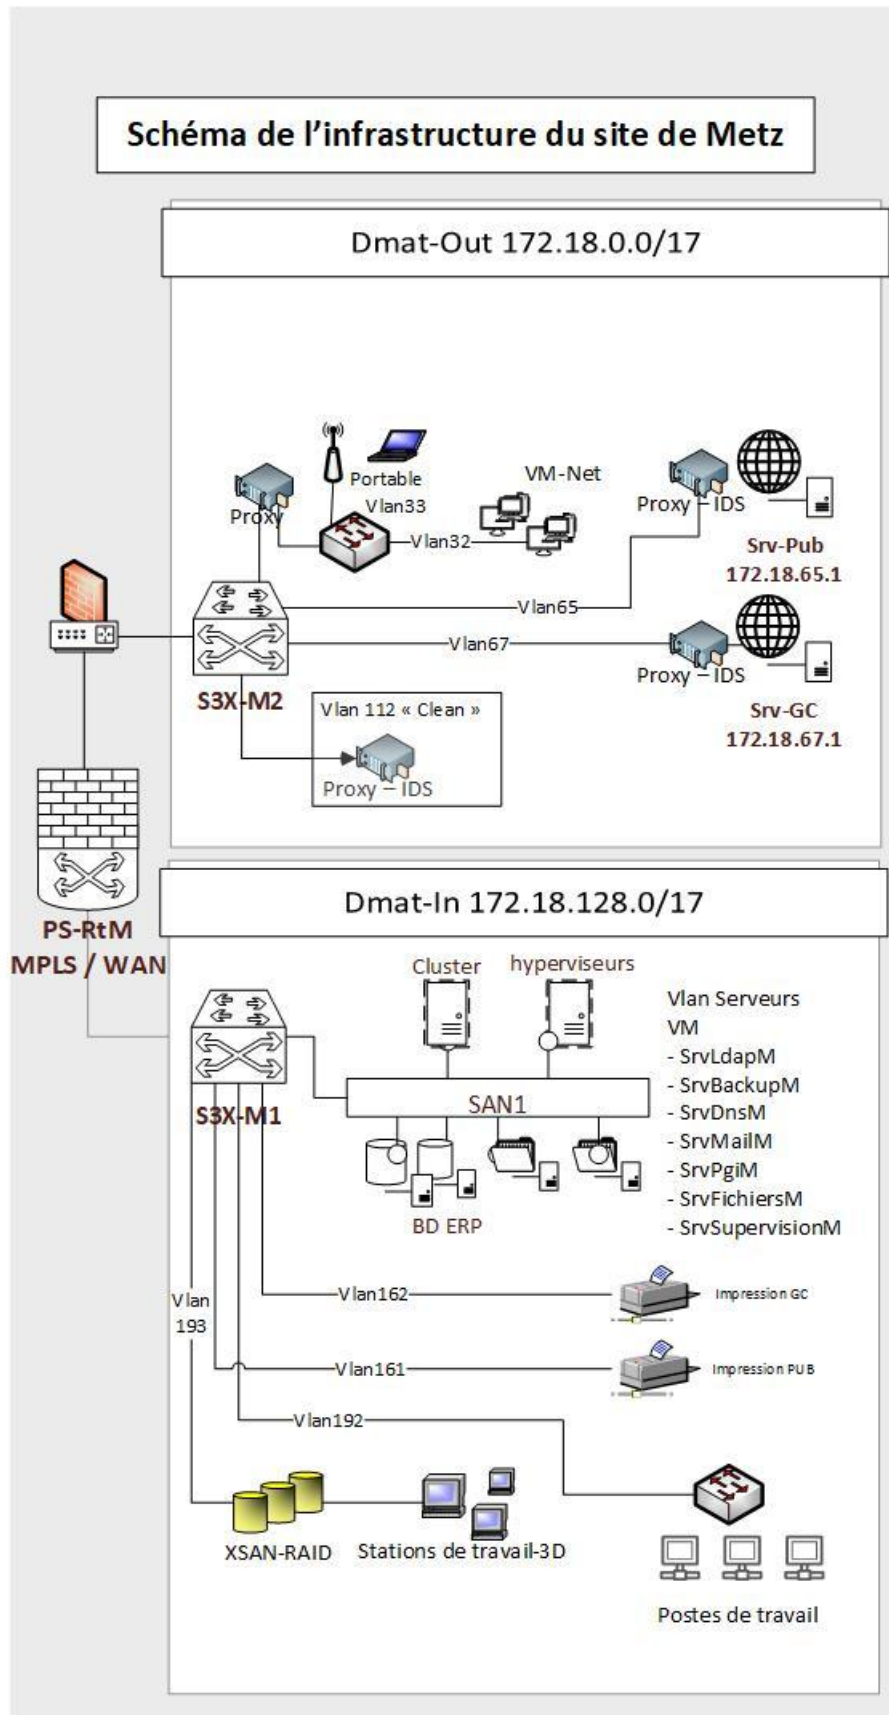 Schéma de l'infrastructure du site de Metz
Dmat-Out 172.18.0.0/17
Portable
VM-Net
Proxy
Vlan33
Vlan32
Proxy – IDS
Srv-Pub
172.18.65.1
Vlan65
Vlan67
Proxy – IDS
Srv-GC
172.18.67.1
S3X-M2
Vlan 112 « Clean »
Proxy – IDS
PS-RtM
MPLS / WAN
Dmat-In 172.18.128.0/17
Cluster
hyperviseurs
Vlan Serveurs
VM
- SrvLdapM
- SrvBackupM
- SrvDnsM
- SrvMailM
- SrvPgiM
- SrvFichiersM
- SrvSupervisionM
S3X-M1
SAN1
BD ERP
Vlan
193
Vlan162
Impression GC
Vlan161
Impression PUB
Vlan192
XSAN-RAID
Stations de travail-3D
Postes de travail